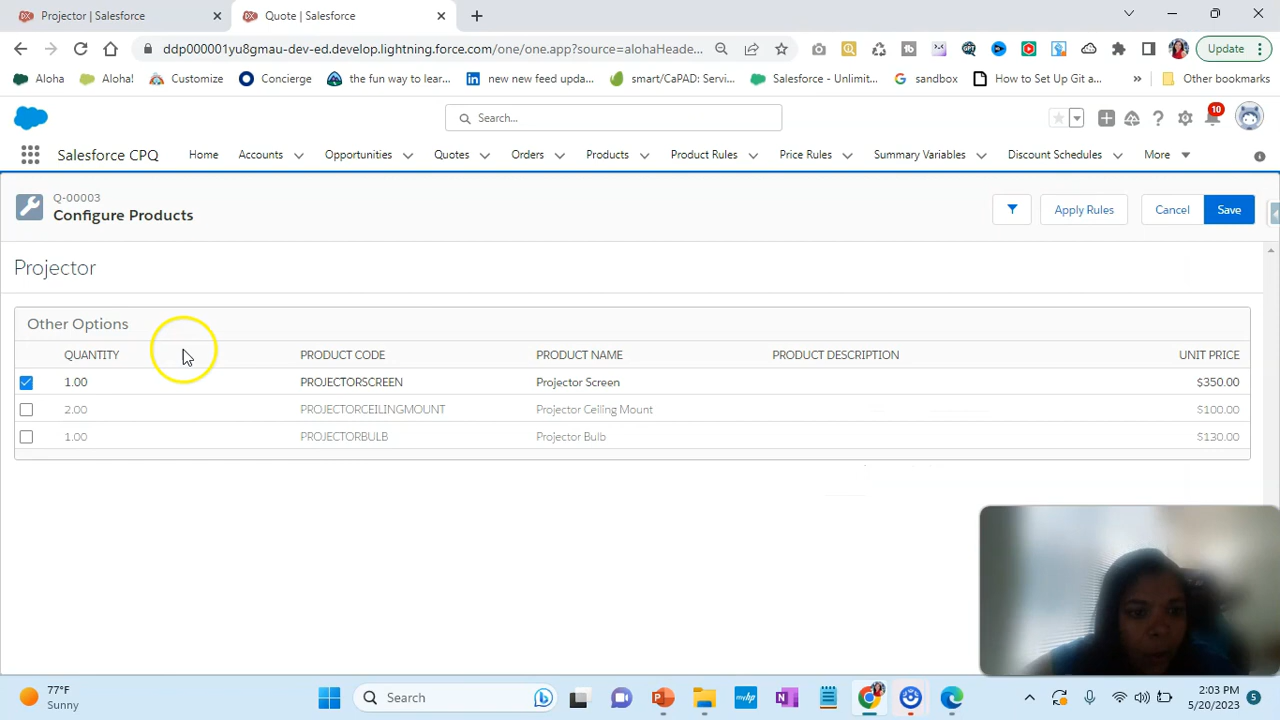 Projector | Salesforce
Quote | Salesforce
ddp000001yu8gmau-dev-ed.develop.lightning.force.com/one/one.app?source=alohaHeade...
Update
Aloha
Aloha!
Customize
Concierge
the fun way to lear...
new new feed upda...
smart/CaPAD: Servi...
Salesforce - Unlimit...
sandbox
How to Set Up Git a...
»
Other bookmarks
Search...
10
Salesforce CPQ
Home
Accounts
Opportunities
Quotes
Orders
Products
Product Rules
Price Rules
Summary Variables
Discount Schedules
More
Q-00003
Configure Products
Apply Rules
Cancel
Save
Projector
Other Options
QUANTITY PRODUCT CODE PRODUCT NAME PRODUCT DESCRIPTION UNIT PRICE
1.00 PROJECTORSCREEN Projector Screen $350.00
2.00 PROJECTORCEILINGMOUNT Projector Ceiling Mount $100.00
1.00 PROJECTORBULB Projector Bulb $130.00
77°F
Sunny
Search
2:03 PM
5/20/2023
5